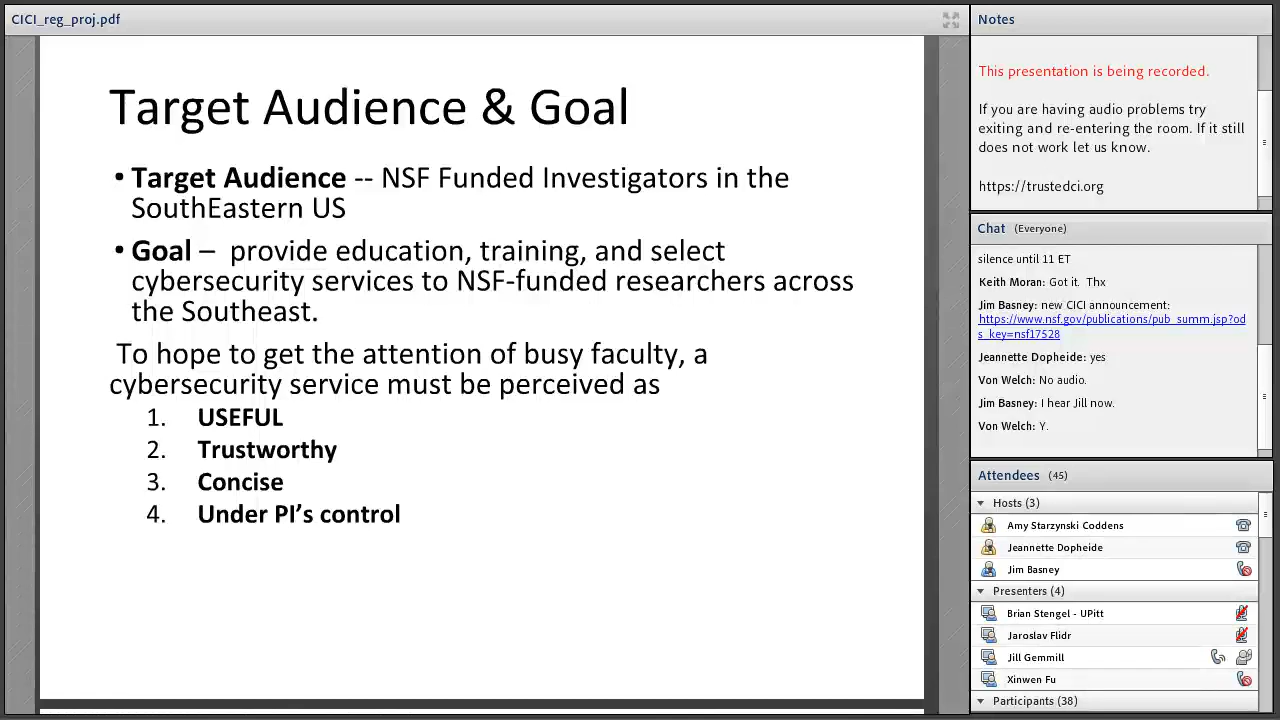 CICI_reg_proj.pdf
Target Audience & Goal
• Target Audience -- NSF Funded Investigators in the
SouthEastern US
• Goal – provide education, training, and select
cybersecurity services to NSF-funded researchers across
the Southeast.
To hope to get the attention of busy faculty, a
cybersecurity service must be perceived as
1. USEFUL
2. Trustworthy
3. Concise
4. Under PI's control
Notes
This presentation is being recorded.
If you are having audio problems try
exiting and re-entering the room. If it still
does not work let us know.
https://trustedci.org
Chat (Everyone)
silence until 11 ET
Keith Moran: Got it. Thx
Jim Basney: new CICI announcement:
https://www.nsf.gov/publications/pub_summ.jsp?od
s_key=nsf17528
Jeannette Dopheide: yes
Von Welch: No audio.
Jim Basney: I hear Jill now.
Von Welch: Y.
Attendees (45)
Hosts (3)
Amy Starzynski Coddens
Jeannette Dopheide
Jim Basney
Presenters (4)
Brian Stengel - UPitt
Jaroslav Flidr
Jill Gemmill
Xinwen Fu
Participants (38)